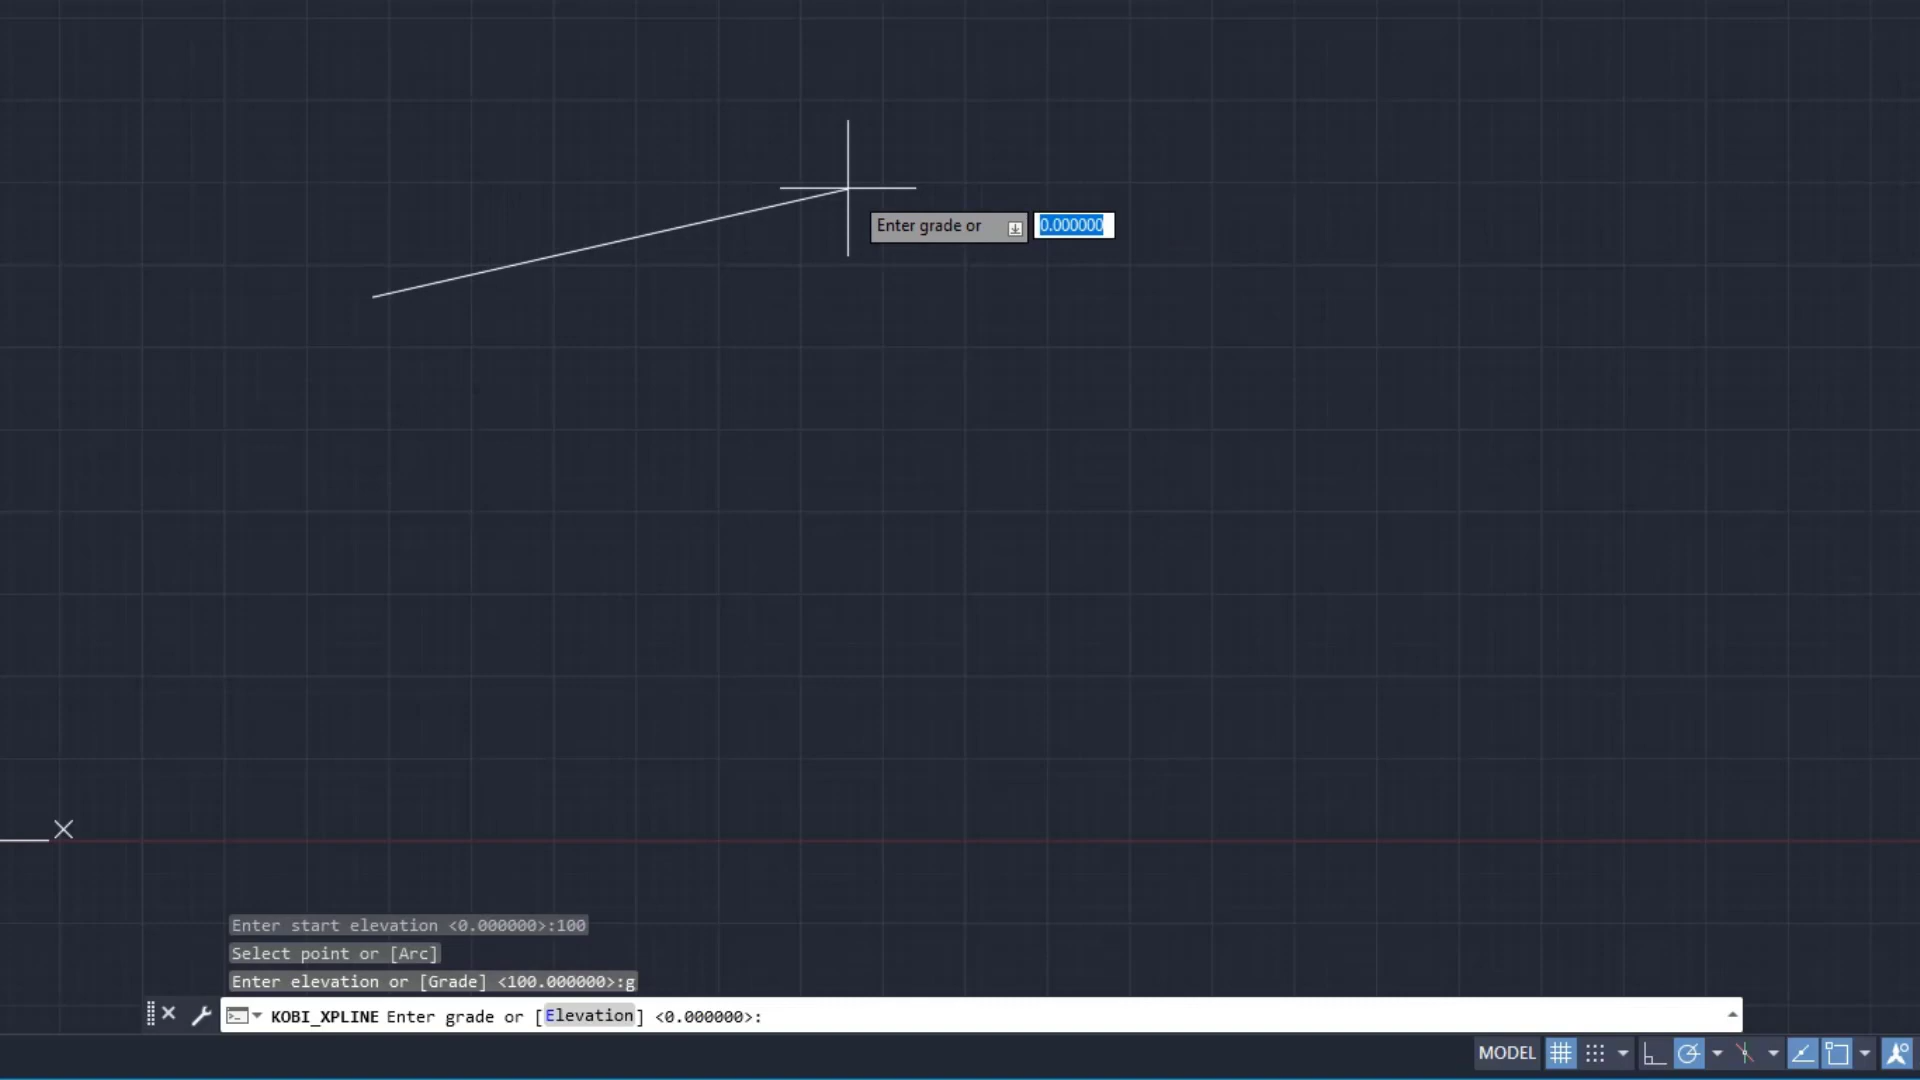 Enter grade or 0.000000
Enter start elevation <0.000000>:100
Select point or [Arc]
Enter elevation or [Grade] <100.000000>:g
KOBI_XPLINE Enter grade or [Elevation] <0.000000>:
MODEL